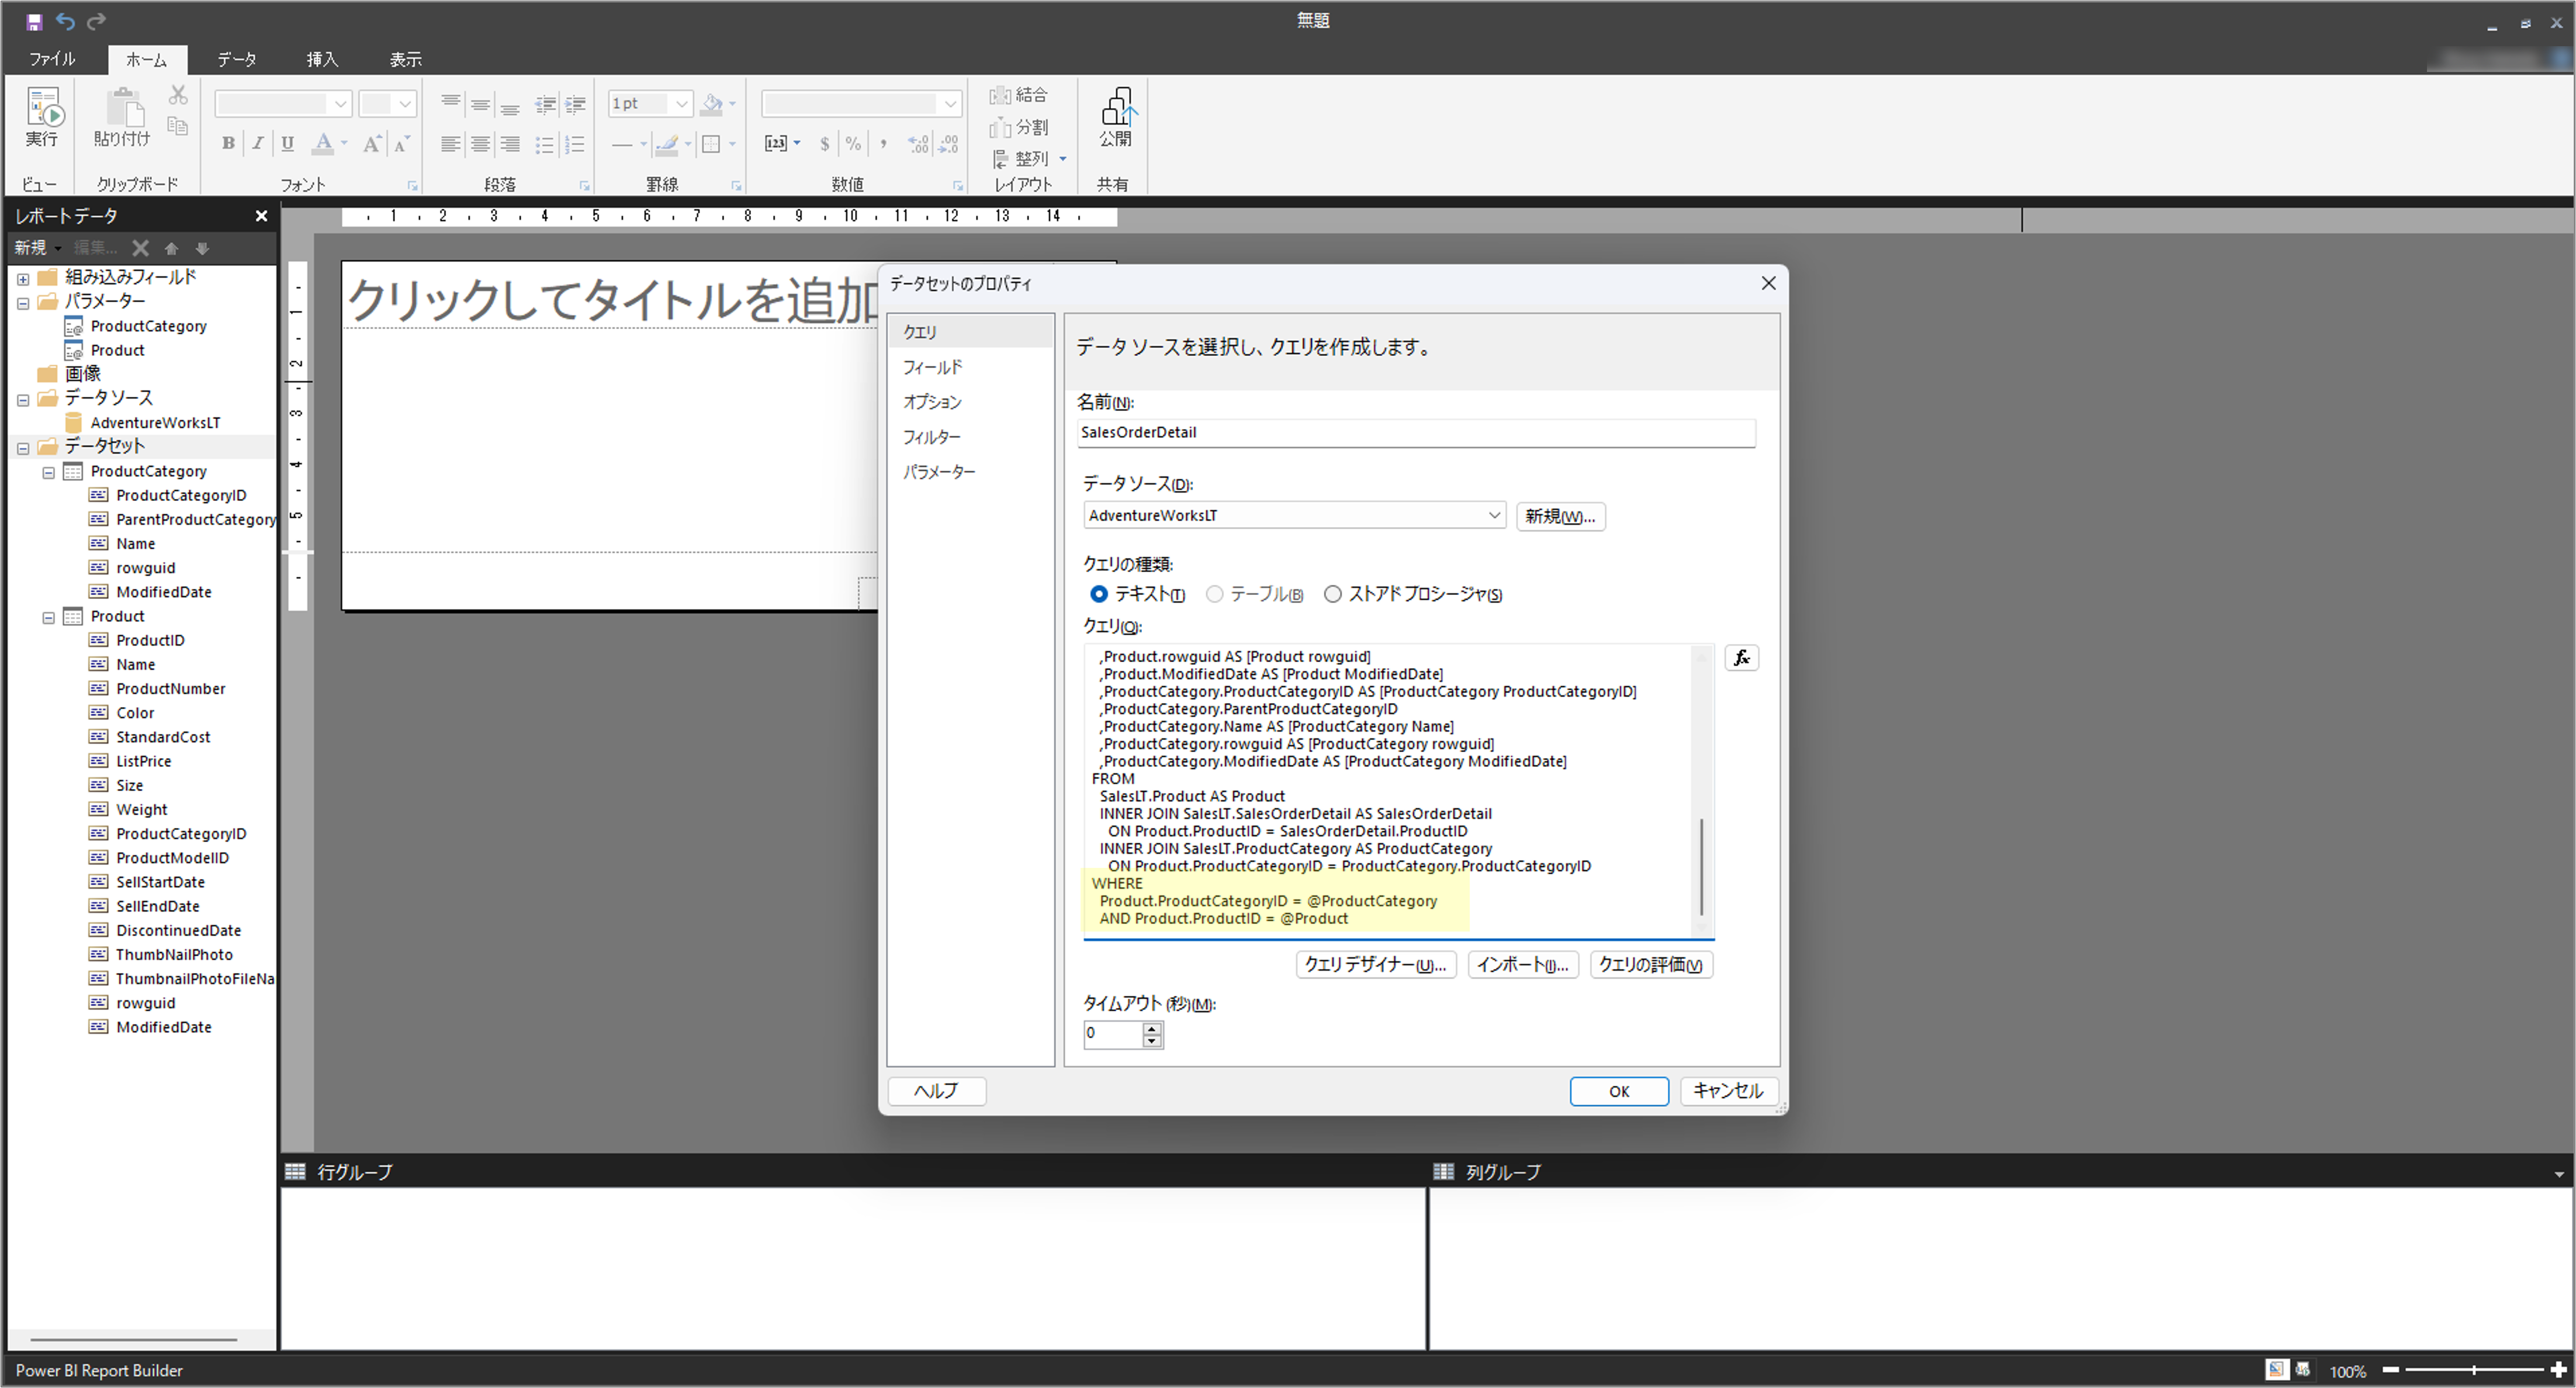 無題
ファイル ホーム データ 挿入 表示
実行
貼り付け
1 pt
B I U A A A
[123] $ % , .00 .00
結合
分割
整列
公開
ビュー クリップボード フォント 段落 罫線 数値 レイアウト 共有
レポート データ
新規 編集...
組み込みフィールド
パラメーター
ProductCategory
Product
画像
データ ソース
AdventureWorksLT
データセット
ProductCategory
ProductCategoryID
ParentProductCategory
Name
rowguid
ModifiedDate
Product
ProductID
Name
ProductNumber
Color
StandardCost
ListPrice
Size
Weight
ProductCategoryID
ProductModelID
SellStartDate
SellEndDate
DiscontinuedDate
ThumbNailPhoto
ThumbnailPhotoFileNa
rowguid
ModifiedDate
1 2 3 4 5 6 7 8 9 10 11 12 13 14
1
2
3
4
5
クリックしてタイトルを追加
データセットのプロパティ
クエリ
フィールド
オプション
フィルター
パラメーター
データ ソースを選択し、クエリを作成します。
名前(N):
SalesOrderDetail
データ ソース(D):
AdventureWorksLT
新規(W)...
クエリの種類:
テキスト(T) テーブル(B) ストアド プロシージャ(S)
クエリ(Q):
,Product.rowguid AS [Product rowguid]
,Product.ModifiedDate AS [Product ModifiedDate]
,ProductCategory.ProductCategoryID AS [ProductCategory ProductCategoryID]
,ProductCategory.ParentProductCategoryID
,ProductCategory.Name AS [ProductCategory Name]
,ProductCategory.rowguid AS [ProductCategory rowguid]
,ProductCategory.ModifiedDate AS [ProductCategory ModifiedDate]
FROM
SalesLT.Product AS Product
INNER JOIN SalesLT.SalesOrderDetail AS SalesOrderDetail
ON Product.ProductID = SalesOrderDetail.ProductID
INNER JOIN SalesLT.ProductCategory AS ProductCategory
ON Product.ProductCategoryID = ProductCategory.ProductCategoryID
WHERE
Product.ProductCategoryID = @ProductCategory
AND Product.ProductID = @Product
fx
クエリ デザイナー(U)... インポート(I)... クエリの評価(V)
タイムアウト (秒)(M):
0
ヘルプ OK キャンセル
行グループ 列グループ
Power BI Report Builder 100%